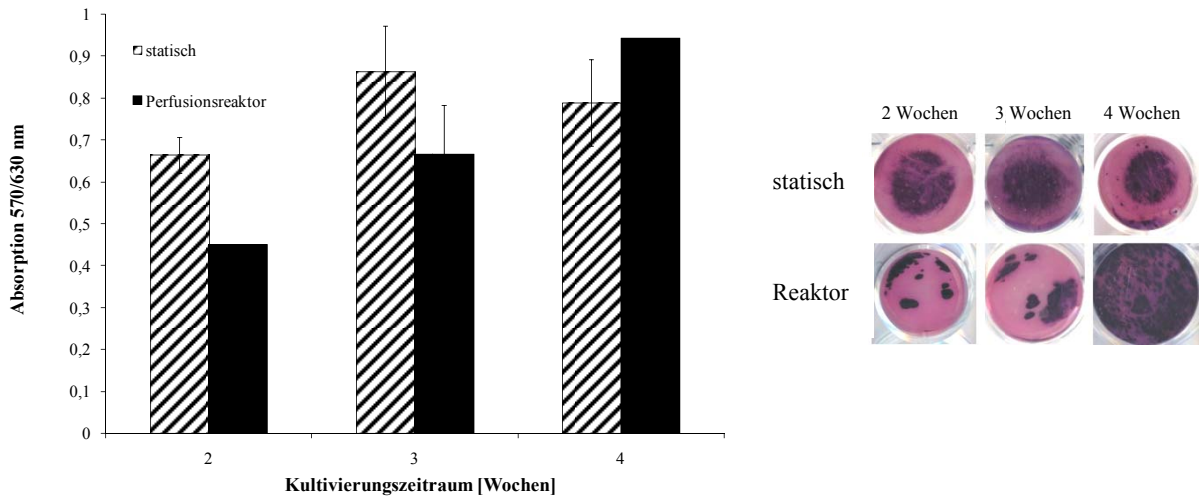 1
0,9
0,8
0,7
0,6
0,5
0,4
0,3
0,2
0,1
0
Absorption 570/630 nm
statisch
Perfusionsreaktor
2 3 4
Kultivierungszeitraum [Wochen]
2 Wochen 3 Wochen 4 Wochen
statisch
Reaktor